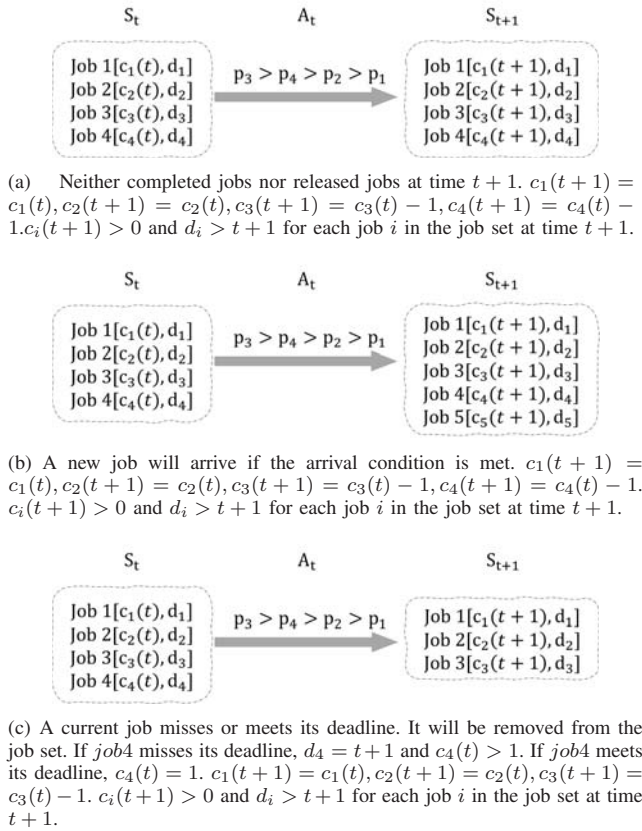 S_t A_t S_{t+1}
Job 1[c_1(t), d_1] p_3 > p_4 > p_2 > p_1 Job 1[c_1(t + 1), d_1]
Job 2[c_2(t), d_2] Job 2[c_2(t + 1), d_2]
Job 3[c_3(t), d_3] Job 3[c_3(t + 1), d_3]
Job 4[c_4(t), d_4] Job 4[c_4(t + 1), d_4]
(a) Neither completed jobs nor released jobs at time t + 1. c_1(t + 1) =
c_1(t), c_2(t + 1) = c_2(t), c_3(t + 1) = c_3(t) − 1, c_4(t + 1) = c_4(t) −
1.c_i(t + 1) > 0 and d_i > t + 1 for each job i in the job set at time t + 1.
S_t A_t S_{t+1}
Job 1[c_1(t), d_1] p_3 > p_4 > p_2 > p_1 Job 1[c_1(t + 1), d_1]
Job 2[c_2(t), d_2] Job 2[c_2(t + 1), d_2]
Job 3[c_3(t), d_3] Job 3[c_3(t + 1), d_3]
Job 4[c_4(t), d_4] Job 4[c_4(t + 1), d_4]
Job 5[c_5(t + 1), d_5]
(b) A new job will arrive if the arrival condition is met. c_1(t + 1) =
c_1(t), c_2(t + 1) = c_2(t), c_3(t + 1) = c_3(t) − 1, c_4(t + 1) = c_4(t) − 1.
c_i(t + 1) > 0 and d_i > t + 1 for each job i in the job set at time t + 1.
S_t A_t S_{t+1}
Job 1[c_1(t), d_1] p_3 > p_4 > p_2 > p_1 Job 1[c_1(t + 1), d_1]
Job 2[c_2(t), d_2] Job 2[c_2(t + 1), d_2]
Job 3[c_3(t), d_3] Job 3[c_3(t + 1), d_3]
Job 4[c_4(t), d_4]
(c) A current job misses or meets its deadline. It will be removed from the
job set. If job4 misses its deadline, d_4 = t + 1 and c_4(t) > 1. If job4 meets
its deadline, c_4(t) = 1. c_1(t + 1) = c_1(t), c_2(t + 1) = c_2(t), c_3(t + 1) =
c_3(t) − 1. c_i(t + 1) > 0 and d_i > t + 1 for each job i in the job set at time
t + 1.